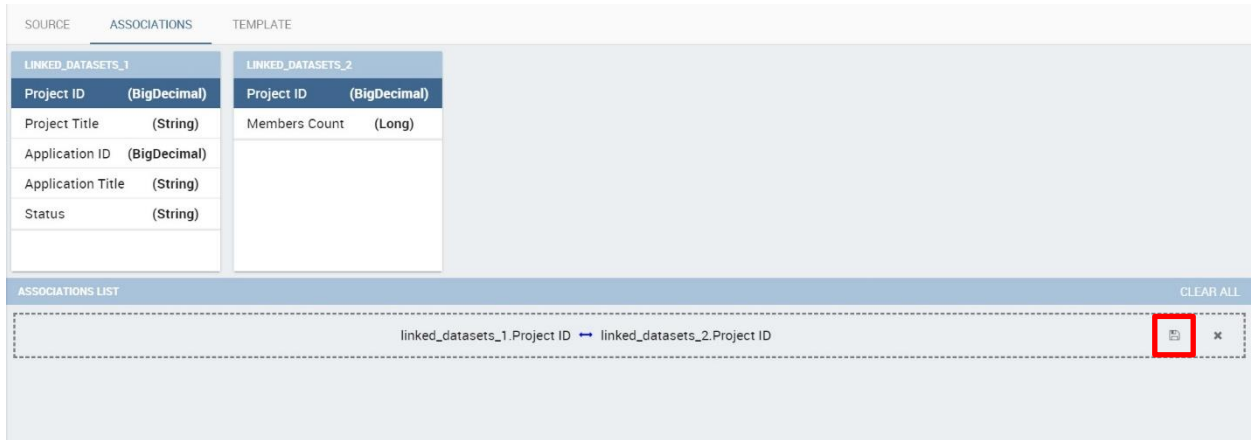 SOURCE ASSOCIATIONS TEMPLATE
LINKED_DATASETS_1
Project ID (BigDecimal)
Project Title (String)
Application ID (BigDecimal)
Application Title (String)
Status (String)
LINKED_DATASETS_2
Project ID (BigDecimal)
Members Count (Long)
ASSOCIATIONS LIST CLEAR ALL
linked_datasets_1.Project ID ↔ linked_datasets_2.Project ID